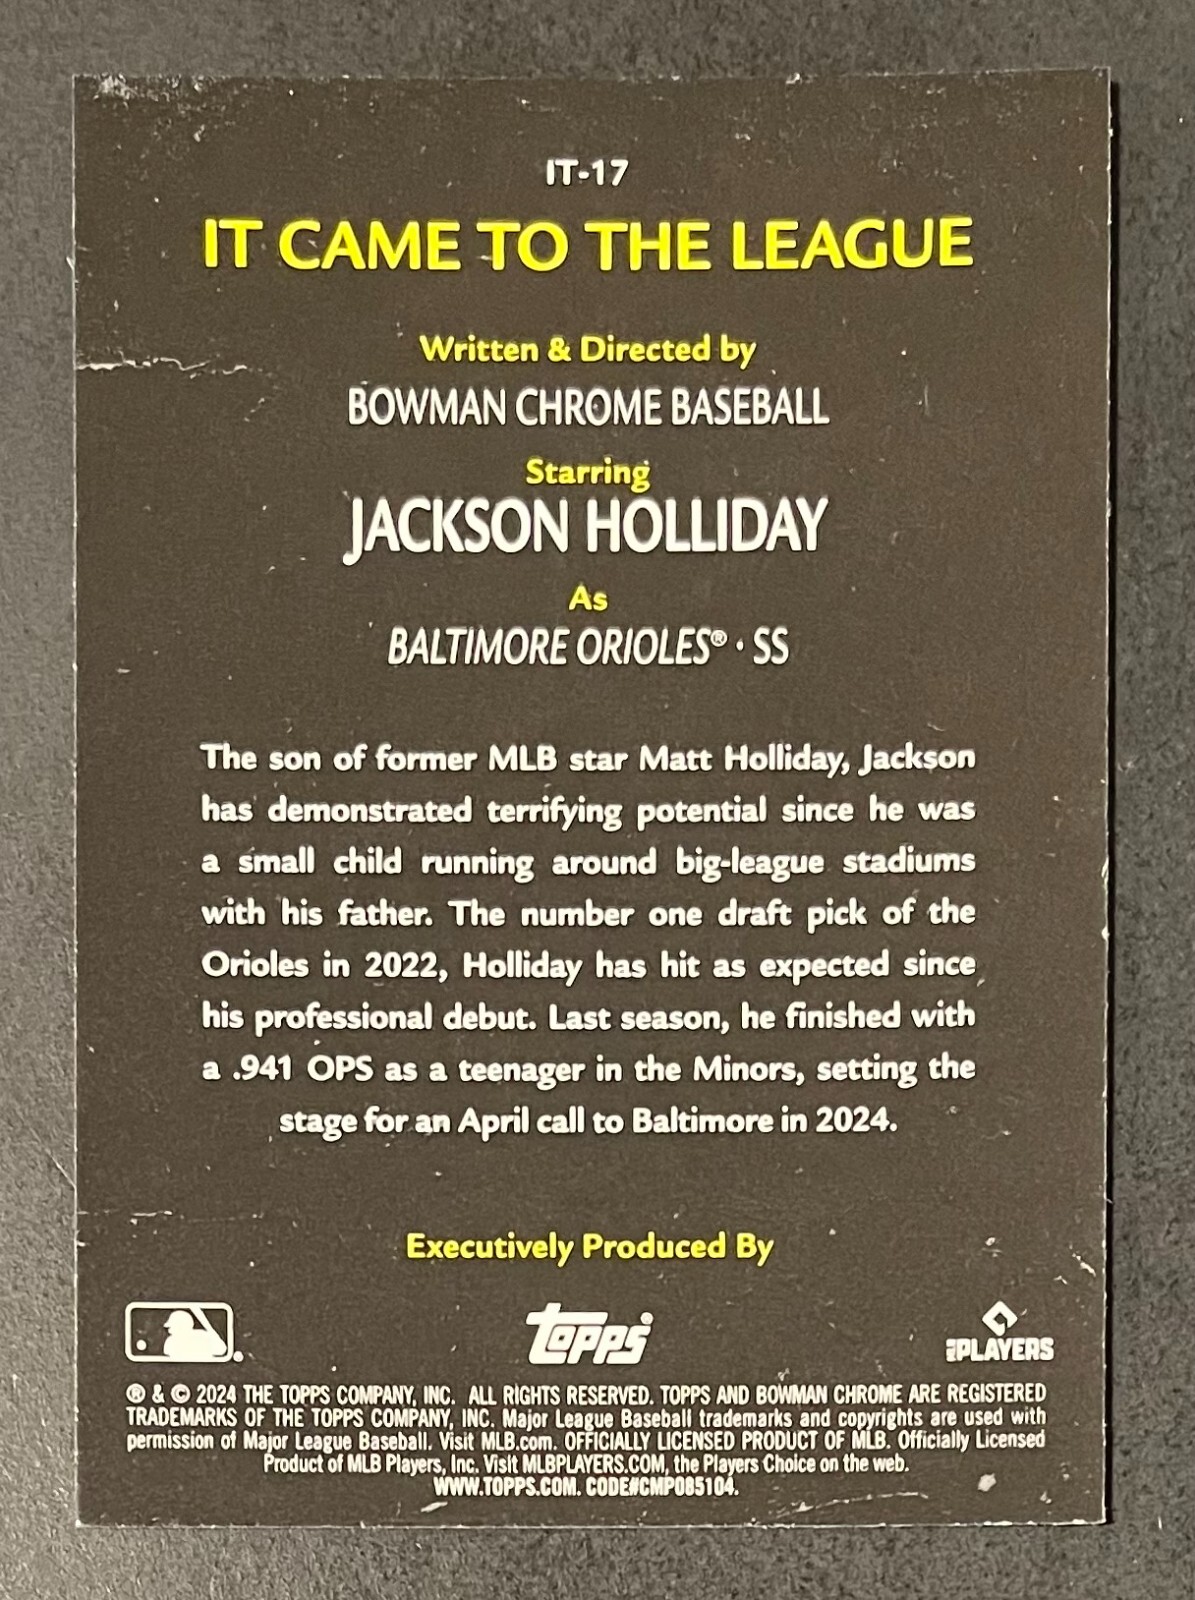 IT-17
IT CAME TO THE LEAGUE
Written & Directed by
BOWMAN CHROME BASEBALL
Starring
JACKSON HOLLIDAY
As
BALTIMORE ORIOLES® · SS
The son of former MLB star Matt Holliday, Jackson
has demonstrated terrifying potential since he was
a small child running around big-league stadiums
with his father. The number one draft pick of the
Orioles in 2022, Holliday has hit as expected since
his professional debut. Last season, he finished with
a .941 OPS as a teenager in the Minors, setting the
stage for an April call to Baltimore in 2024.
Executively Produced By
Topps
MLB PLAYERS
® & © 2024 THE TOPPS COMPANY, INC. ALL RIGHTS RESERVED. TOPPS AND BOWMAN CHROME ARE REGISTERED
TRADEMARKS OF THE TOPPS COMPANY, INC. Major League Baseball trademarks and copyrights are used with
permission of Major League Baseball. Visit MLB.com. OFFICIALLY LICENSED PRODUCT OF MLB. Officially Licensed
Product of MLB Players, Inc. Visit MLBPLAYERS.COM, the Players Choice on the web.
WWW.TOPPS.COM. CODE#CMP085104.